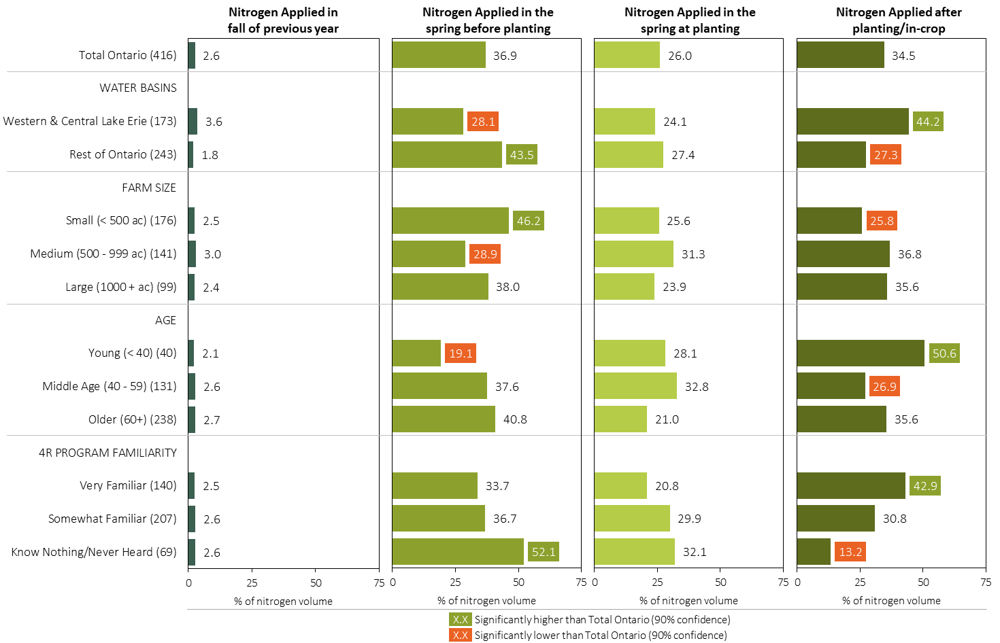 Nitrogen Applied in
fall of previous year
Nitrogen Applied in the
spring before planting
Nitrogen Applied in the
spring at planting
Nitrogen Applied after
planting/in-crop
Total Ontario (416) 2.6 36.9 26.0 34.5
WATER BASINS
Western & Central Lake Erie (173) 3.6 28.1 24.1 44.2
Rest of Ontario (243) 1.8 43.5 27.4 27.3
FARM SIZE
Small (< 500 ac) (176) 2.5 46.2 25.6 25.8
Medium (500 - 999 ac) (141) 3.0 28.9 31.3 36.8
Large (1000 + ac) (99) 2.4 38.0 23.9 35.6
AGE
Young (< 40) (40) 2.1 19.1 28.1 50.6
Middle Age (40 - 59) (131) 2.6 37.6 32.8 26.9
Older (60+) (238) 2.7 40.8 21.0 35.6
4R PROGRAM FAMILIARITY
Very Familiar (140) 2.5 33.7 20.8 42.9
Somewhat Familiar (207) 2.6 36.7 29.9 30.8
Know Nothing/Never Heard (69) 2.6 52.1 32.1 13.2
0 25 50 75 0 25 50 75 0 25 50 75 0 25 50 75
% of nitrogen volume % of nitrogen volume % of nitrogen volume % of nitrogen volume
X.X Significantly higher than Total Ontario (90% confidence)
X.X Significantly lower than Total Ontario (90% confidence)